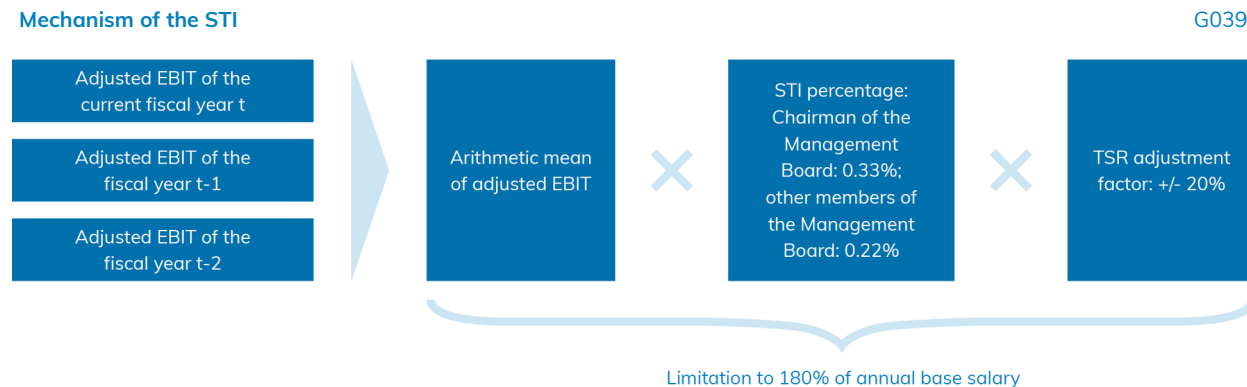 Mechanism of the STI
G039
Adjusted EBIT of the
current fiscal year t
Adjusted EBIT of the
fiscal year t-1
Adjusted EBIT of the
fiscal year t-2
Arithmetic mean
of adjusted EBIT
STI percentage:
Chairman of the
Management
Board: 0.33%;
other members of
the Management
Board: 0.22%
TSR adjustment
factor: +/- 20%
Limitation to 180% of annual base salary